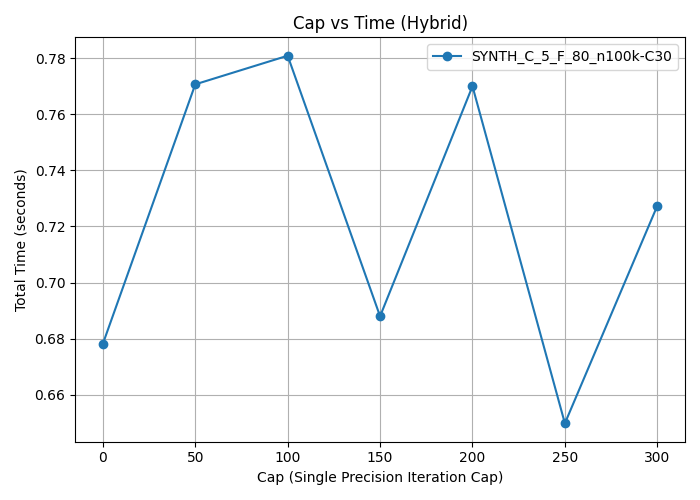 Cap vs Time (Hybrid)
SYNTH_C_5_F_80_n100k-C30
Total Time (seconds)
0.78
0.76
0.74
0.72
0.70
0.68
0.66
0 50 100 150 200 250 300
Cap (Single Precision Iteration Cap)